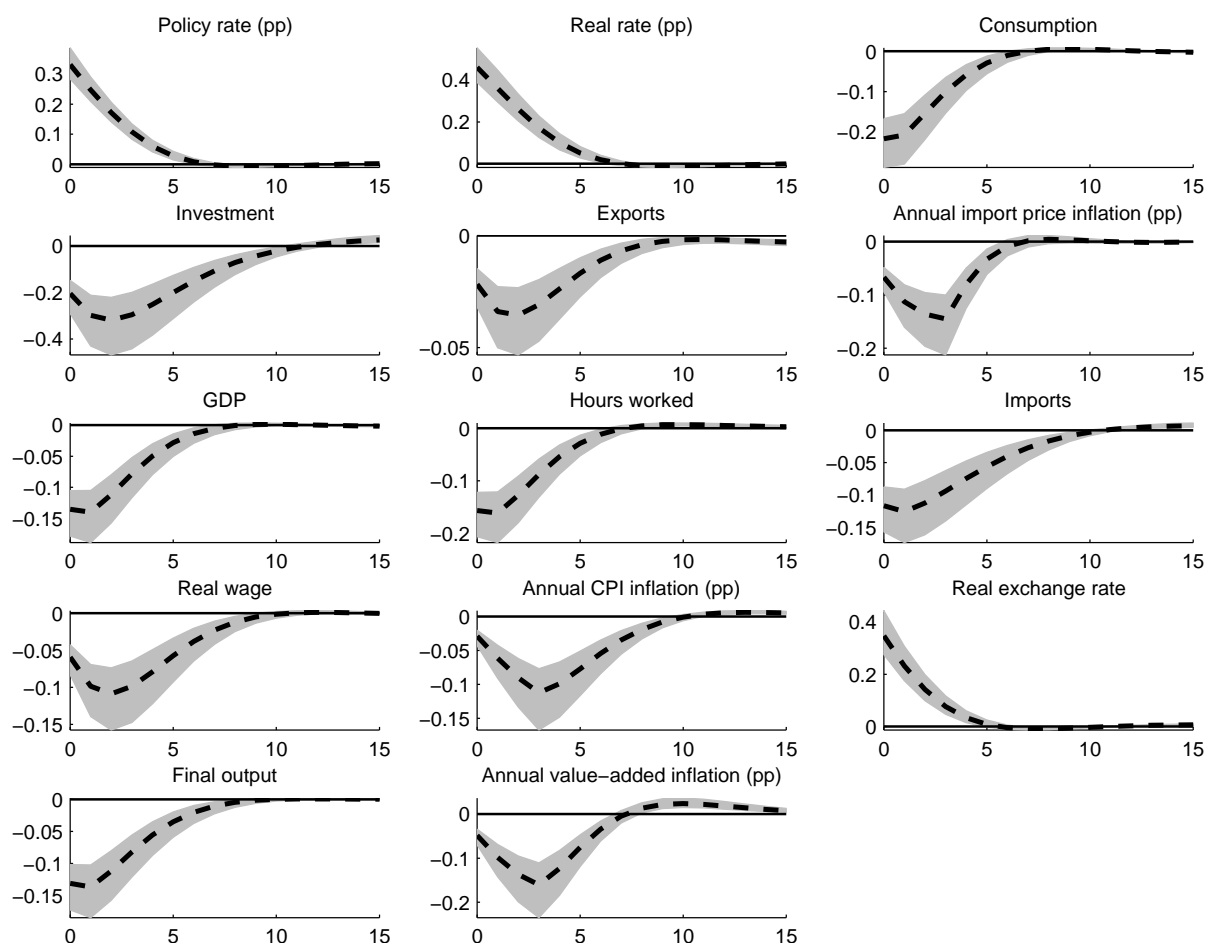 Policy rate (pp)
0.3
0.2
0.1
0
0 5 10 15
Real rate (pp)
0.4
0.2
0
0 5 10 15
Consumption
0
−0.1
−0.2
0 5 10 15
Investment
0
−0.2
−0.4
0 5 10 15
Exports
0
−0.05
0 5 10 15
Annual import price inflation (pp)
0
−0.1
−0.2
0 5 10 15
GDP
0
−0.05
−0.1
−0.15
0 5 10 15
Hours worked
0
−0.1
−0.2
0 5 10 15
Imports
0
−0.05
−0.1
−0.15
0 5 10 15
Real wage
0
−0.05
−0.1
−0.15
0 5 10 15
Annual CPI inflation (pp)
0
−0.05
−0.1
−0.15
0 5 10 15
Real exchange rate
0.4
0.2
0
0 5 10 15
Final output
0
−0.05
−0.1
−0.15
0 5 10 15
Annual value−added inflation (pp)
0
−0.1
−0.2
0 5 10 15